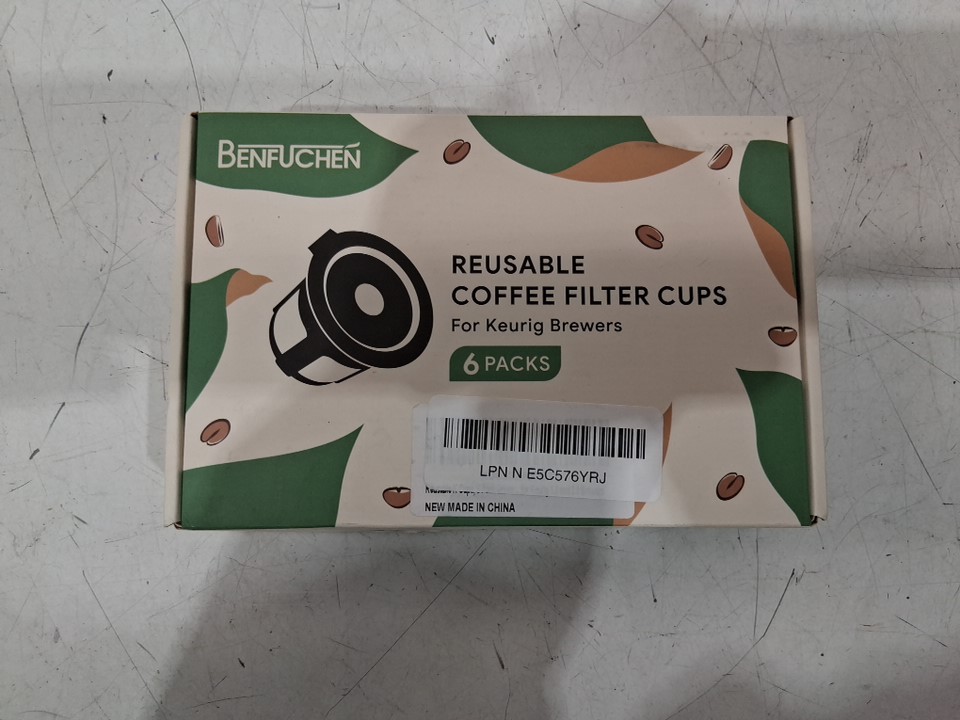 BENFUCHEN
REUSABLE
COFFEE FILTER CUPS
For Keurig Brewers
6 PACKS
LPN N E5C576YRJ
NEW MADE IN CHINA